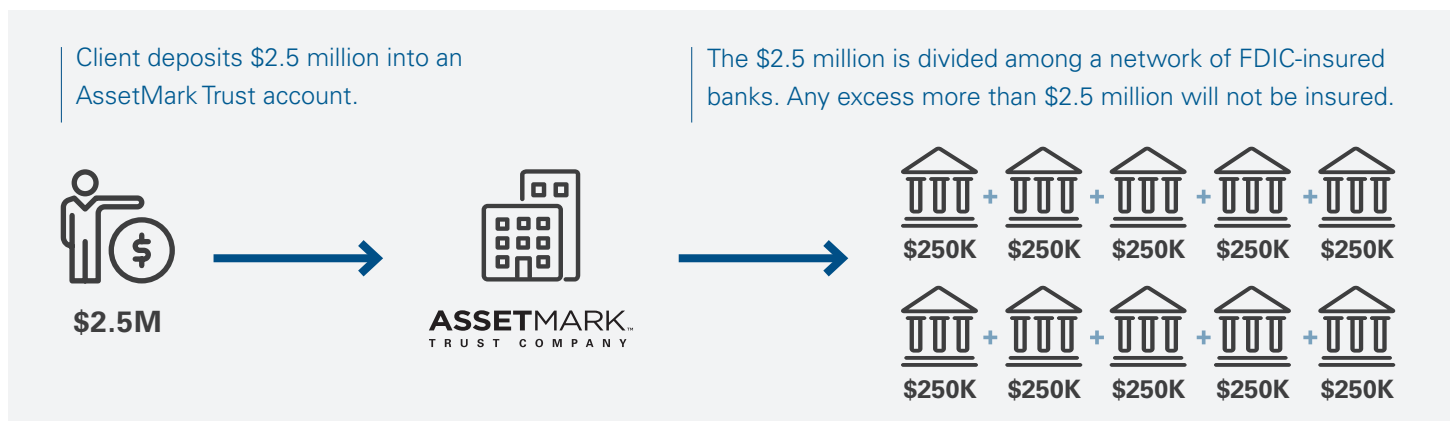 Client deposits $2.5 million into an
AssetMark Trust account.
The $2.5 million is divided among a network of FDIC-insured
banks. Any excess more than $2.5 million will not be insured.
$
$2.5M
ASSETMARK™
TRUST COMPANY
+ + + +
$250K $250K $250K $250K $250K
+ + + +
$250K $250K $250K $250K $250K